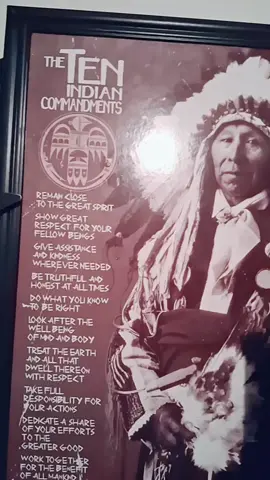 THE TEN
INDIAN
COMMANDMENTS
REMAIN CLOSE
TO THE GREAT SPIRIT
SHOW GREAT
RESPECT FOR YOUR
FELLOW BEINGS
GIVE ASSISTANCE
AND KINDNESS
WHEREVER NEEDED
BE TRUTHFUL AND
HONEST AT ALL TIMES
DO WHAT YOU KNOW
TO BE RIGHT
LOOK AFTER THE
WELL BEING
OF MIND AND BODY
TREAT THE EARTH
AND ALL THAT
DWELL THEREON
WITH RESPECT
TAKE FULL
RESPONSIBILITY FOR
YOUR ACTIONS
DEDICATE A SHARE
OF YOUR EFFORTS
TO THE
GREATER GOOD
WORK TOGETHER
FOR THE BENEFIT
OF ALL MANKIND